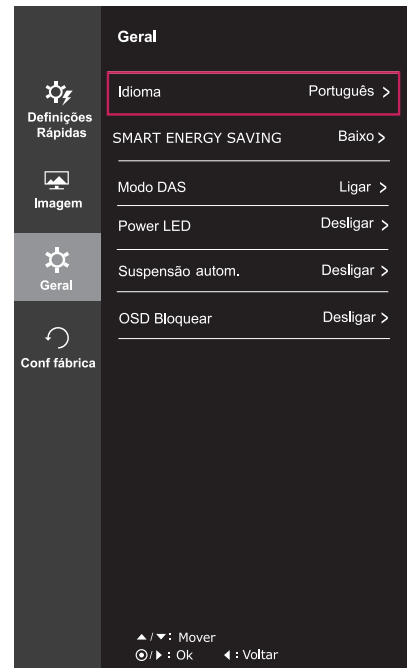 Geral
Definições
Rápidas
Imagem
Geral
Conf fábrica
Idioma Português >
SMART ENERGY SAVING Baixo >
Modo DAS Ligar >
Power LED Desligar >
Suspensão autom. Desligar >
OSD Bloquear Desligar >
▲/▼: Mover
◉/▶ : Ok ◀ : Voltar